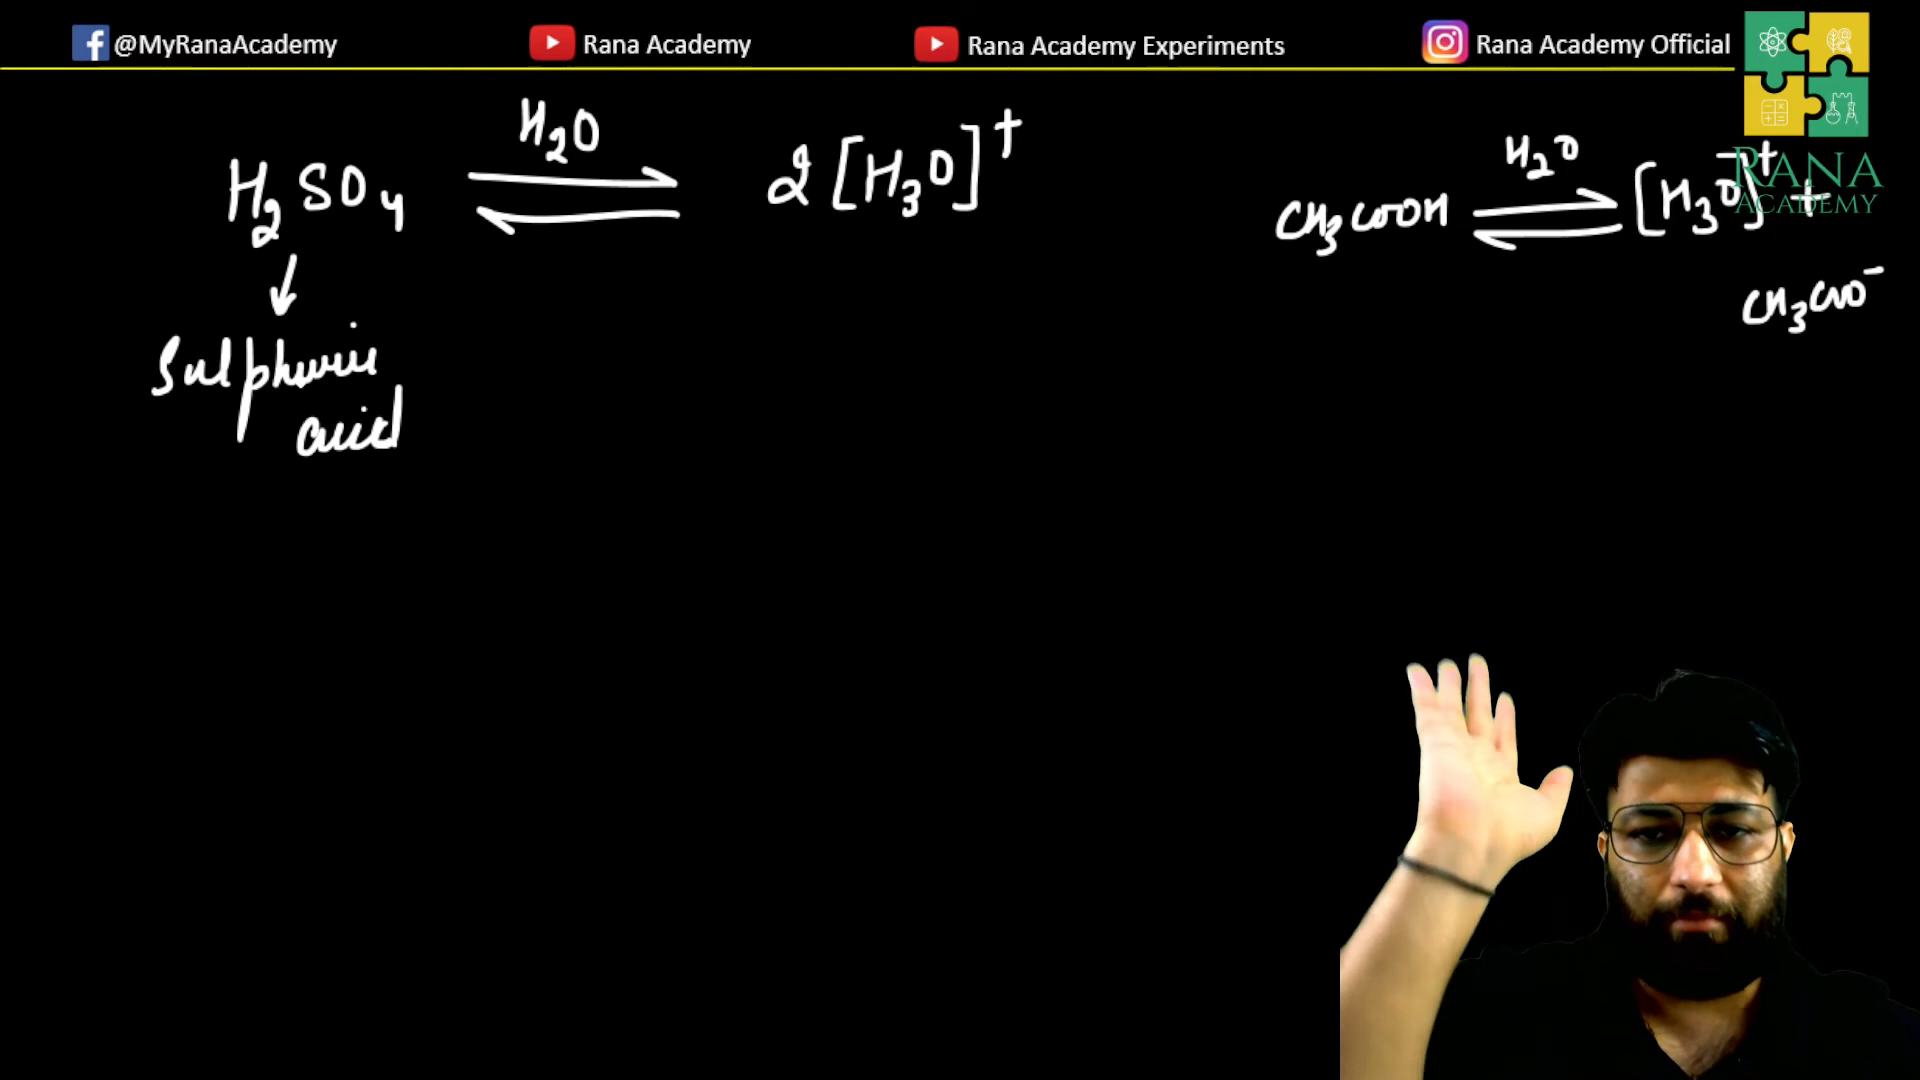 @MyRanaAcademy
Rana Academy
Rana Academy Experiments
Rana Academy Official
RANA
ACADEMY
H₂SO₄ ⇌ 2[H₃O]⁺
H₂O
↓
Sulphuric
acid
H₂O
CH₃COOH ⇌ [H₃O]⁺ +
CH₃COO⁻